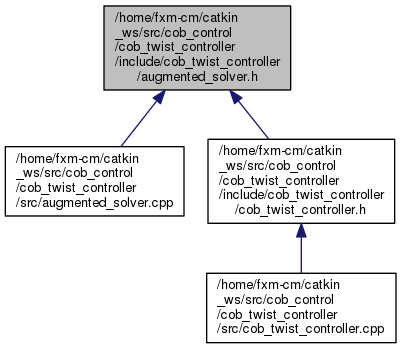 /home/fxm-cm/catkin
_ws/src/cob_control
/cob_twist_controller
/include/cob_twist_controller
/augmented_solver.h
/home/fxm-cm/catkin
_ws/src/cob_control
/cob_twist_controller
/src/augmented_solver.cpp
/home/fxm-cm/catkin
_ws/src/cob_control
/cob_twist_controller
/include/cob_twist_controller
/cob_twist_controller.h
/home/fxm-cm/catkin
_ws/src/cob_control
/cob_twist_controller
/src/cob_twist_controller.cpp